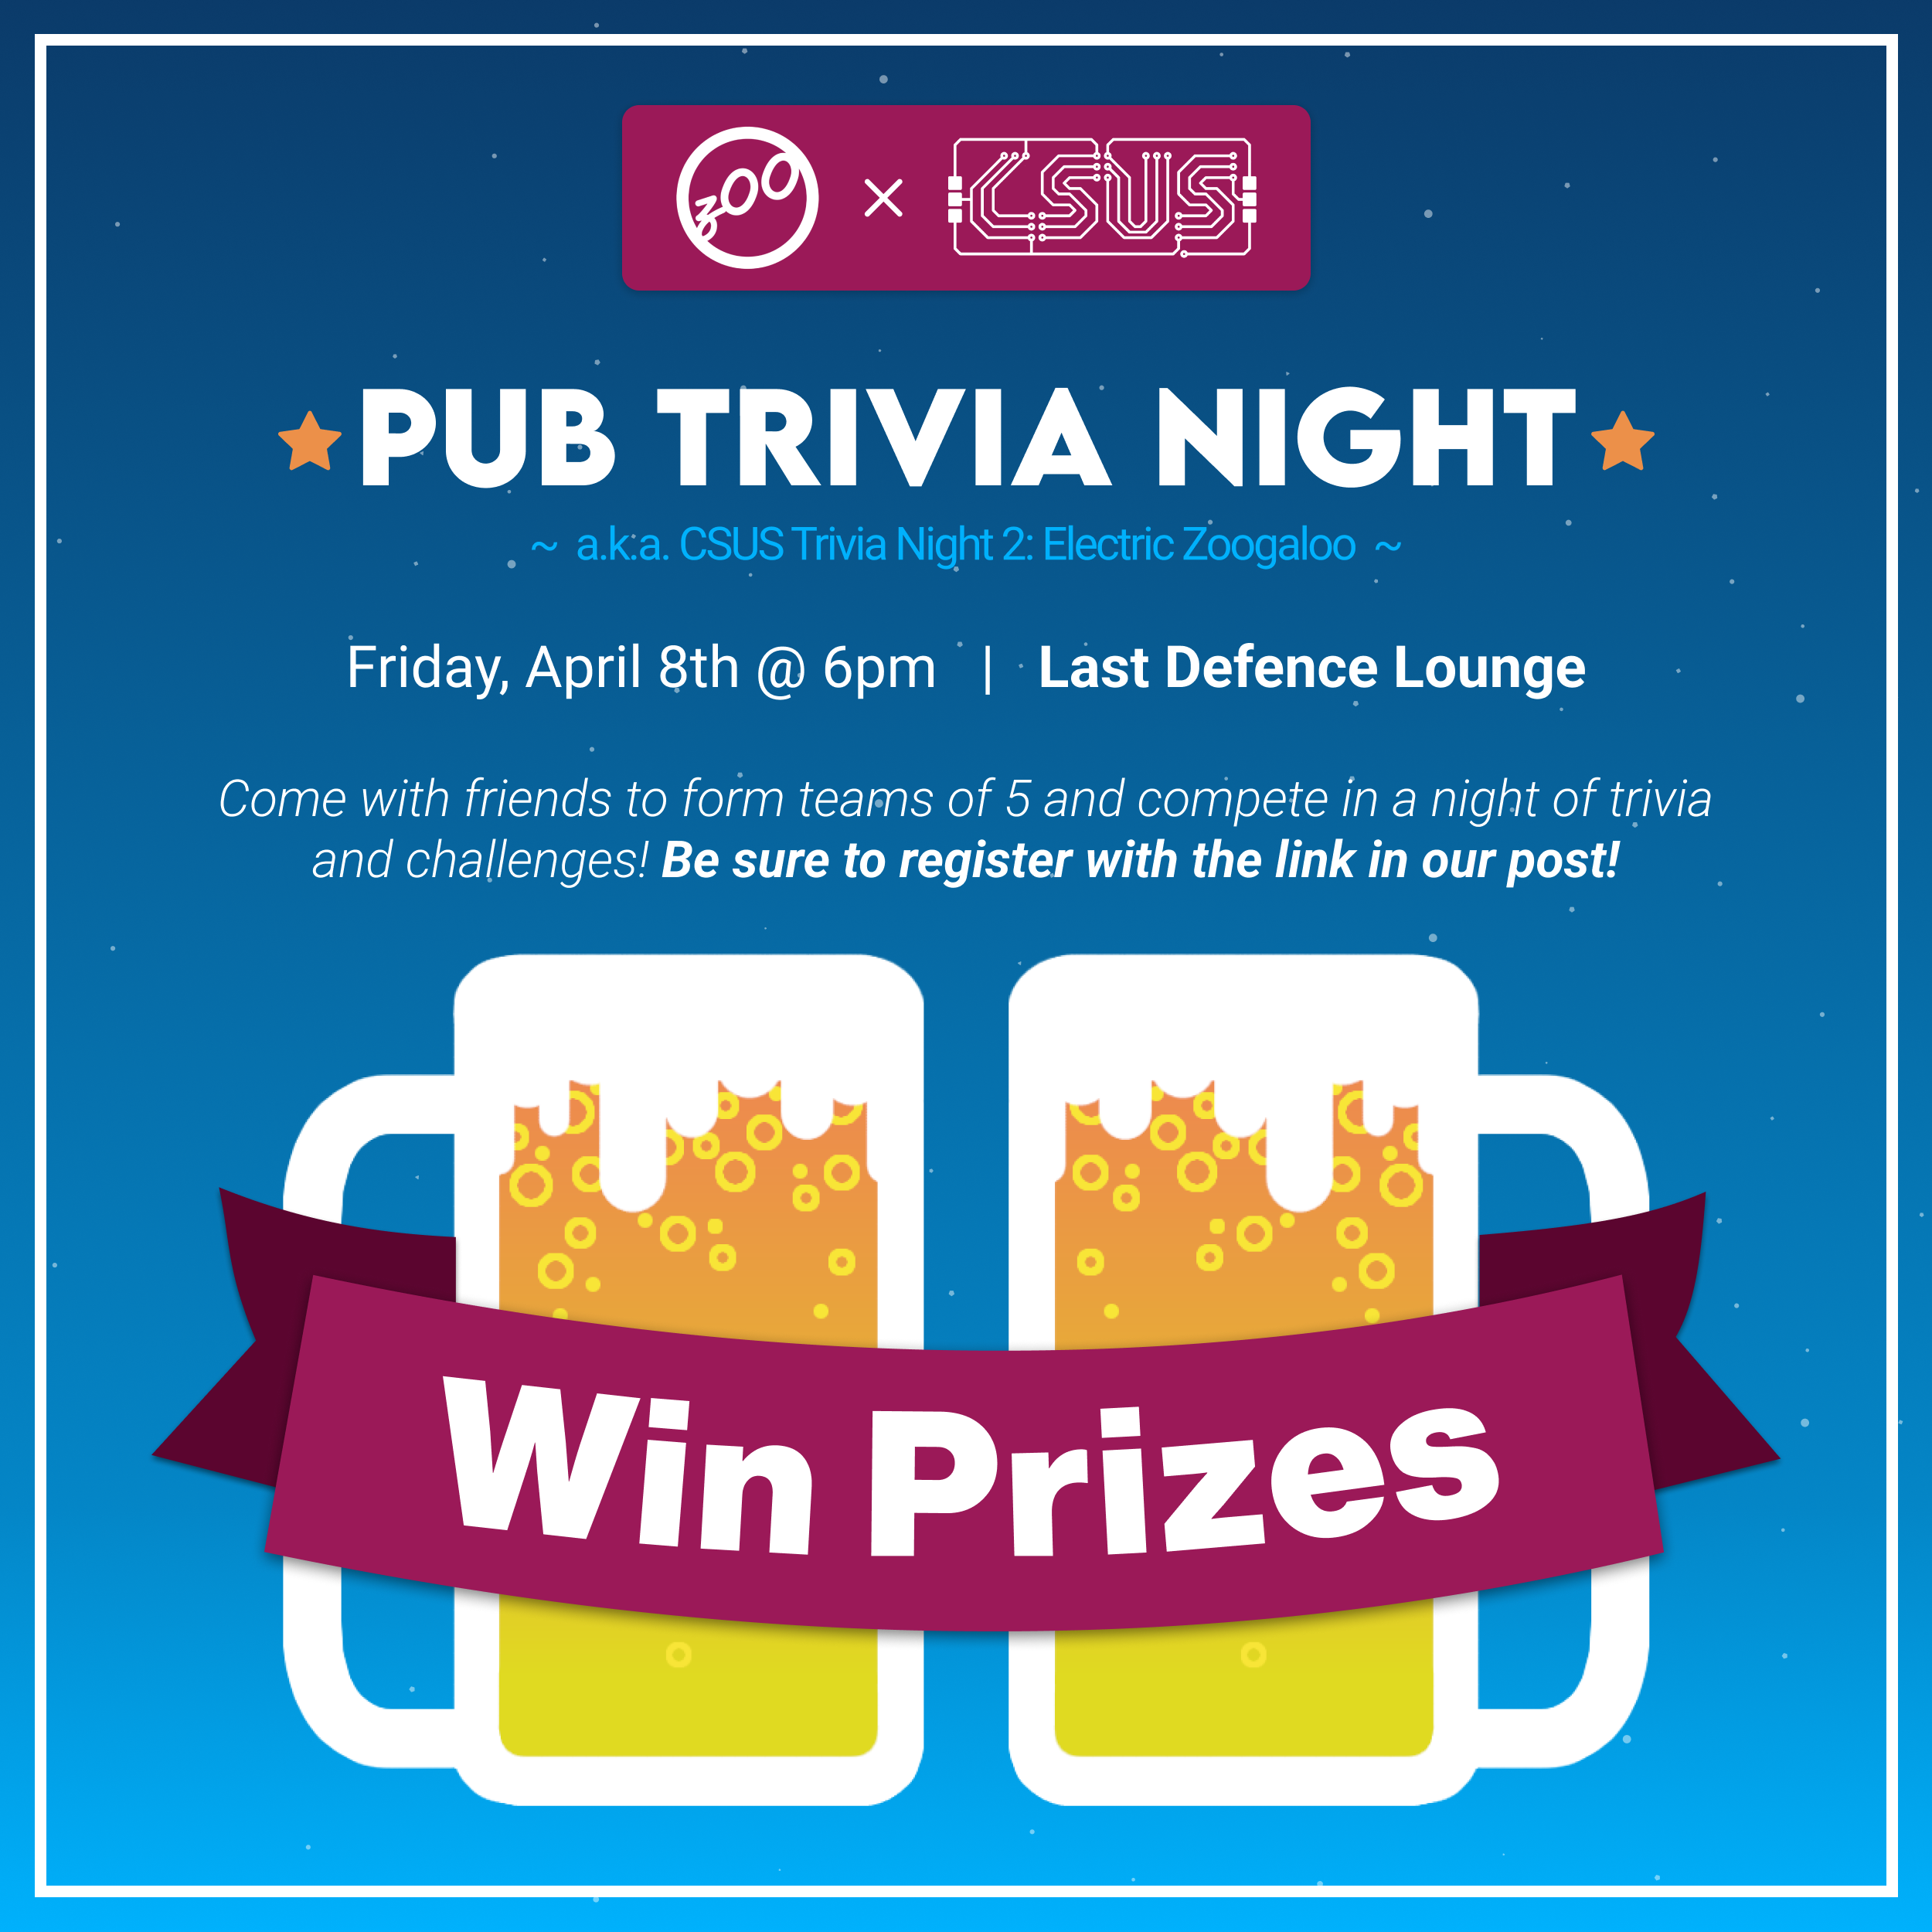 zoo × CSUS
PUB TRIVIA NIGHT
~ a.k.a. CSUS Trivia Night 2: Electric Zoogaloo ~
Friday, April 8th @ 6pm | Last Defence Lounge
Come with friends to form teams of 5 and compete in a night of trivia
and challenges! Be sure to register with the link in our post!
Win Prizes